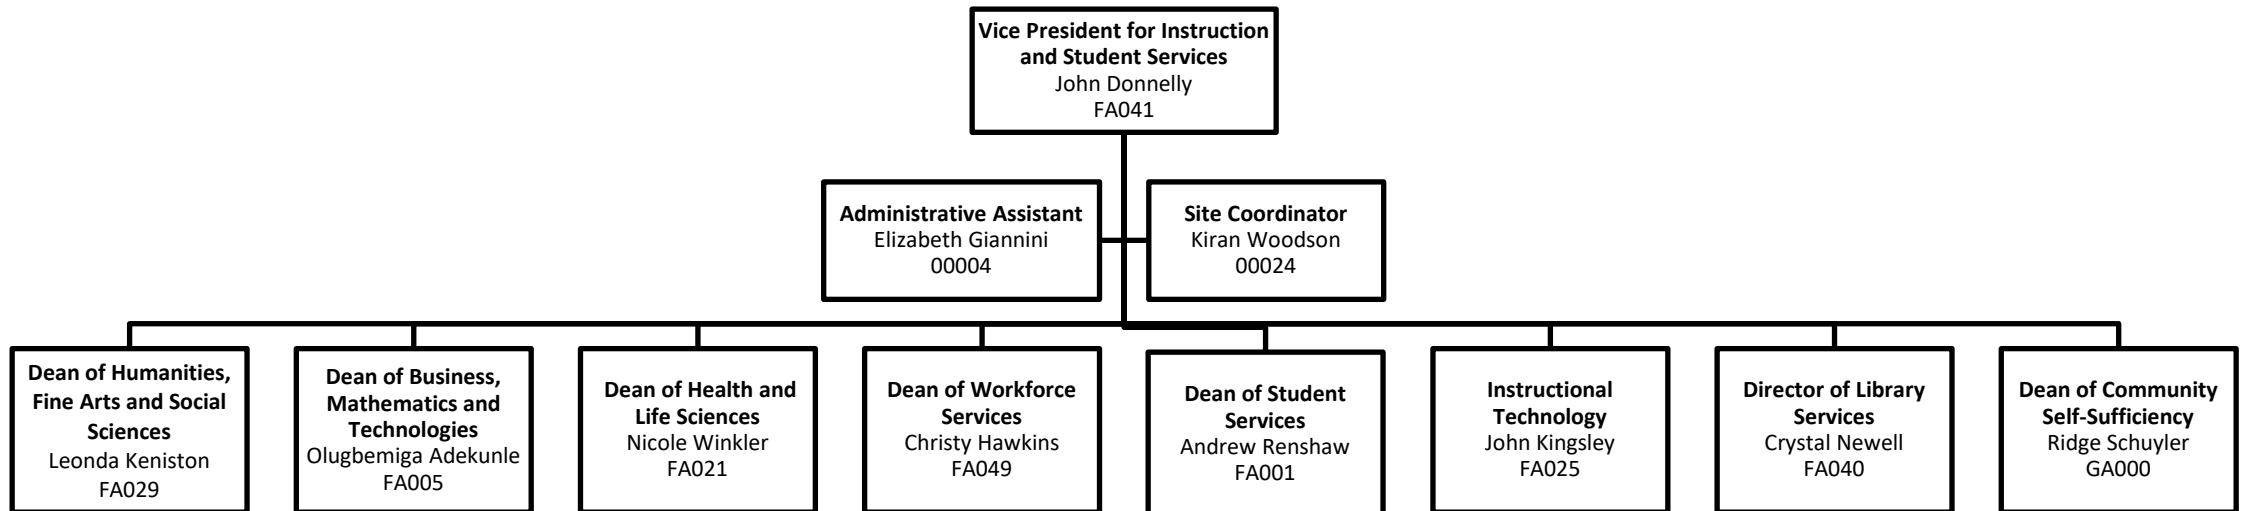 Vice President for Instruction
and Student Services
John Donnelly
FA041
Administrative Assistant
Elizabeth Giannini
00004
Site Coordinator
Kiran Woodson
00024
Dean of Humanities,
Fine Arts and Social
Sciences
Leonda Keniston
FA029
Dean of Business,
Mathematics and
Technologies
Olugbemiga Adekunle
FA005
Dean of Health and
Life Sciences
Nicole Winkler
FA021
Dean of Workforce
Services
Christy Hawkins
FA049
Dean of Student
Services
Andrew Renshaw
FA001
Instructional
Technology
John Kingsley
FA025
Director of Library
Services
Crystal Newell
FA040
Dean of Community
Self-Sufficiency
Ridge Schuyler
GA000